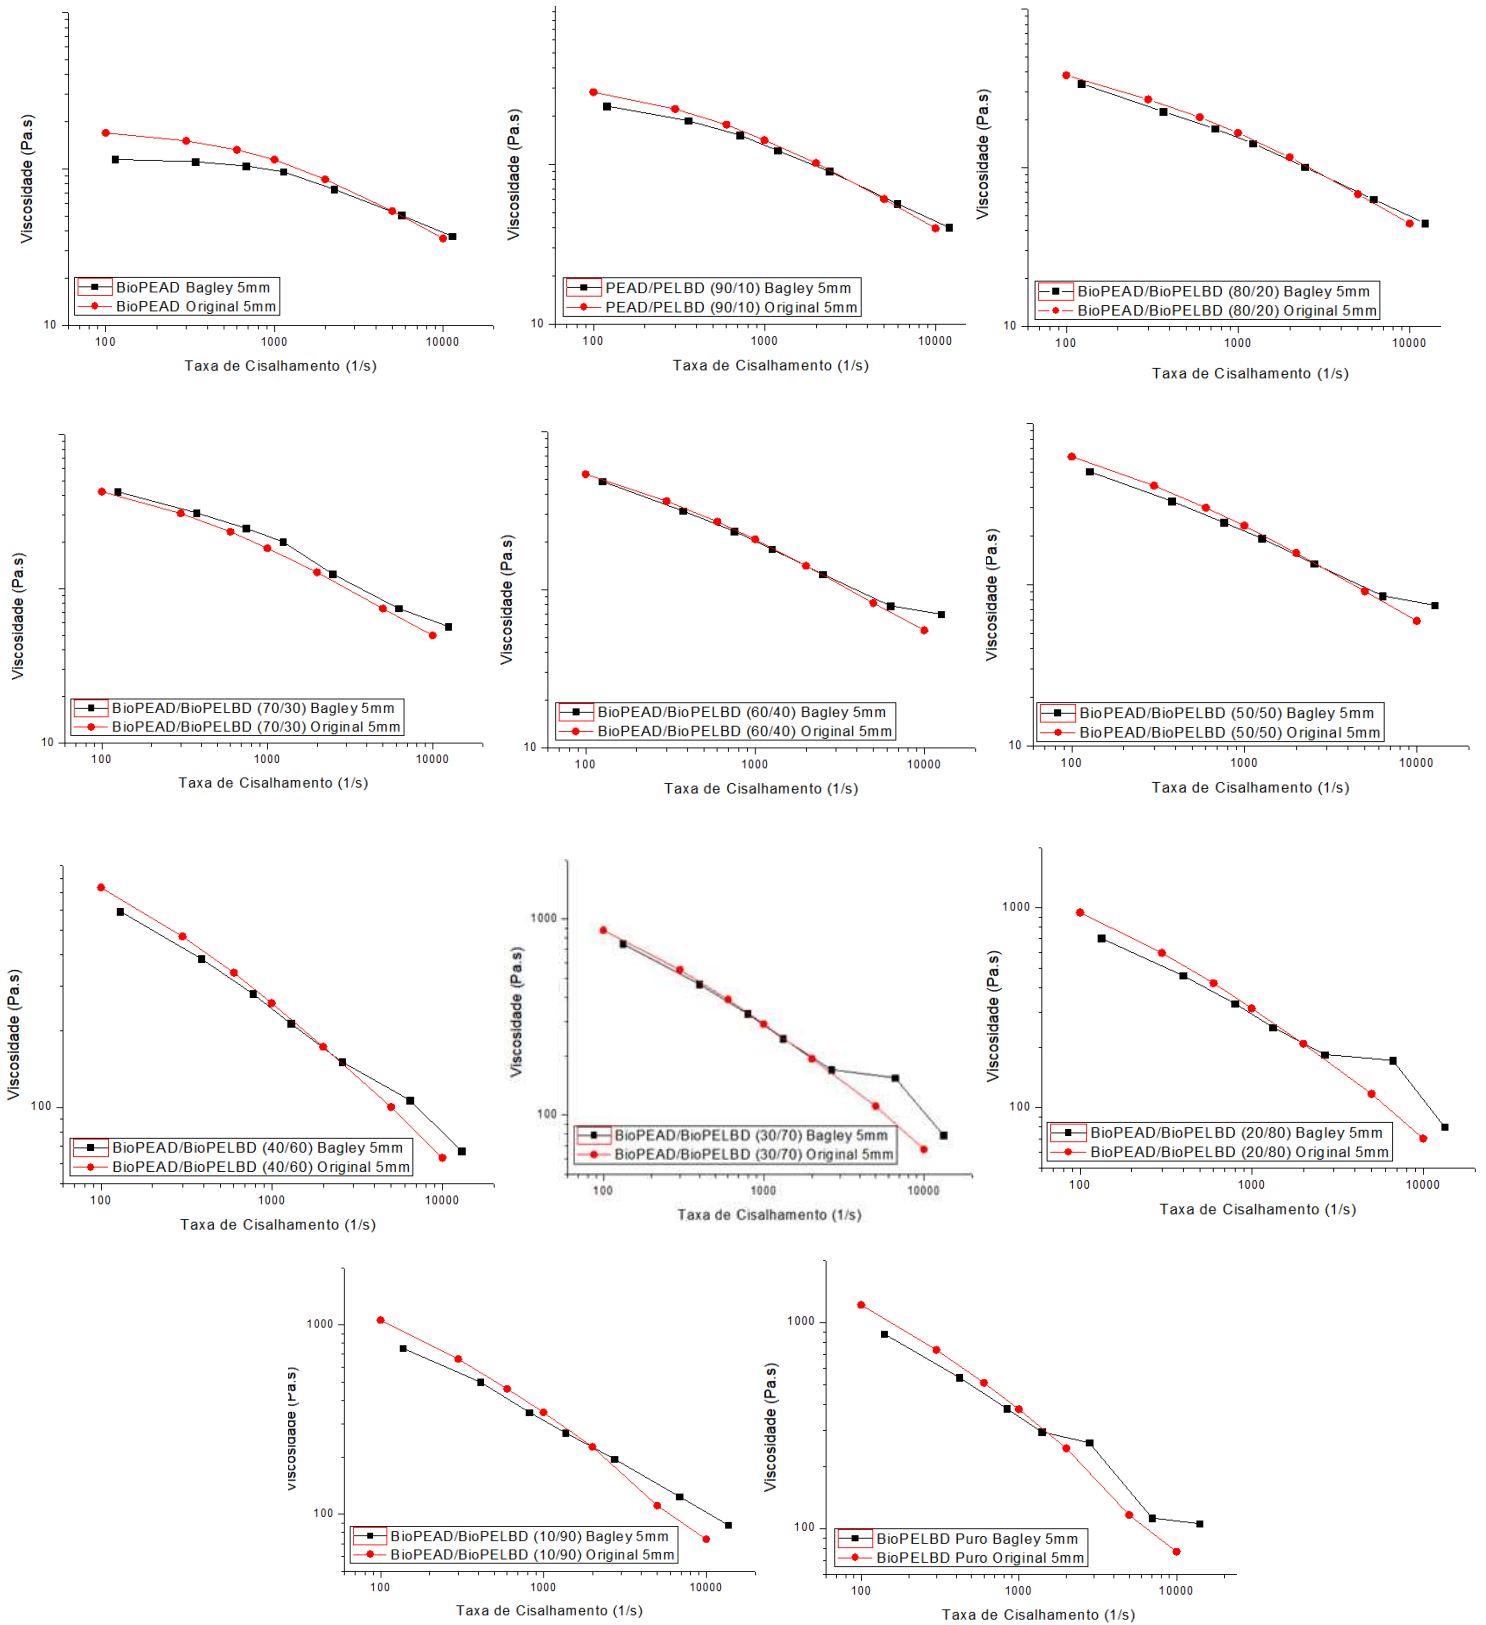 Viscosidade (Pa.s)
10
BioPEAD Bagley 5mm
BioPEAD Original 5mm
100
1000
10000
Taxa de Cisalhamento (1/s)
Viscosidade (Pa.s)
10
PEAD/PELBD (90/10) Bagley 5mm
PEAD/PELBD (90/10) Original 5mm
100
1000
10000
Taxa de Cisalhamento (1/s)
Viscosidade (Pa.s)
10
BioPEAD/BioPELBD (80/20) Bagley 5mm
BioPEAD/BioPELBD (80/20) Original 5mm
100
1000
10000
Taxa de Cisalhamento (1/s)
Viscosidade (Pa.s)
10
BioPEAD/BioPELBD (70/30) Bagley 5mm
BioPEAD/BioPELBD (70/30) Original 5mm
100
1000
10000
Taxa de Cisalhamento (1/s)
Viscosidade (Pa.s)
10
BioPEAD/BioPELBD (60/40) Bagley 5mm
BioPEAD/BioPELBD (60/40) Original 5mm
100
1000
10000
Taxa de Cisalhamento (1/s)
Viscosidade (Pa.s)
10
BioPEAD/BioPELBD (50/50) Bagley 5mm
BioPEAD/BioPELBD (50/50) Original 5mm
100
1000
10000
Taxa de Cisalhamento (1/s)
Viscosidade (Pa.s)
100
BioPEAD/BioPELBD (40/60) Bagley 5mm
BioPEAD/BioPELBD (40/60) Original 5mm
100
1000
10000
Taxa de Cisalhamento (1/s)
Viscosidade (Pa.s)
1000
100
BioPEAD/BioPELBD (30/70) Bagley 5mm
BioPEAD/BioPELBD (30/70) Original 5mm
100
1000
10000
Taxa de Cisalhamento (1/s)
Viscosidade (Pa.s)
1000
100
BioPEAD/BioPELBD (20/80) Bagley 5mm
BioPEAD/BioPELBD (20/80) Original 5mm
100
1000
10000
Taxa de Cisalhamento (1/s)
Viscosidade (Pa.s)
1000
100
BioPEAD/BioPELBD (10/90) Bagley 5mm
BioPEAD/BioPELBD (10/90) Original 5mm
100
1000
10000
Taxa de Cisalhamento (1/s)
Viscosidade (Pa.s)
1000
100
BioPELBD Puro Bagley 5mm
BioPELBD Puro Original 5mm
100
1000
10000
Taxa de Cisalhamento (1/s)